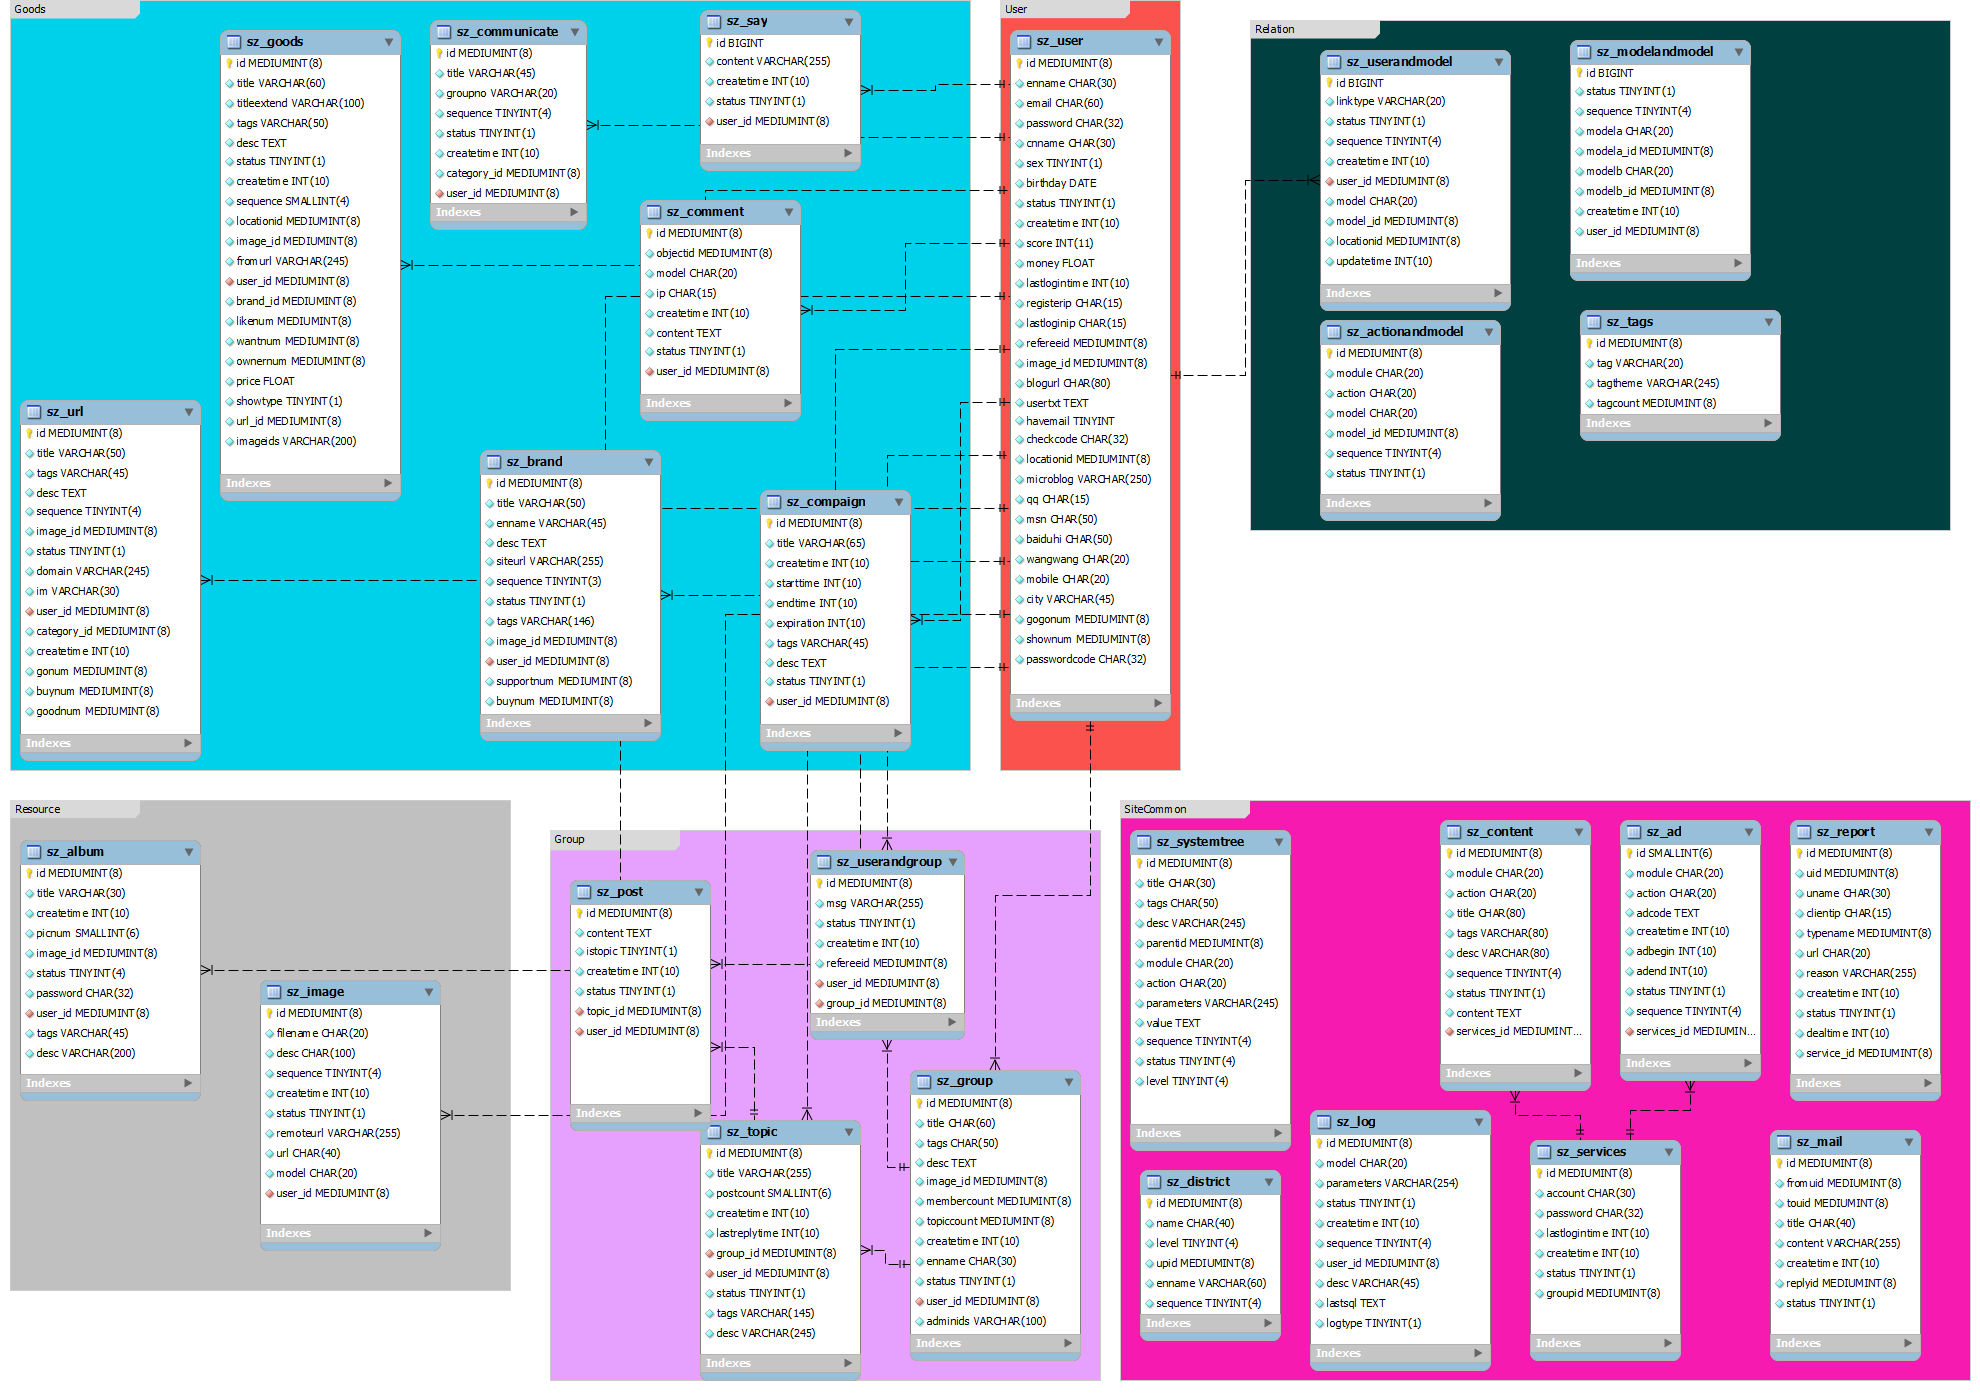 Goods
sz_goods
id MEDIUMINT(8)
title VARCHAR(60)
titleextend VARCHAR(100)
tags VARCHAR(50)
desc TEXT
status TINYINT(1)
createtime INT(10)
sequence SMALLINT(4)
locationid MEDIUMINT(8)
image_id MEDIUMINT(8)
fromurl VARCHAR(245)
user_id MEDIUMINT(8)
brand_id MEDIUMINT(8)
likenum MEDIUMINT(8)
wantnum MEDIUMINT(8)
ownernum MEDIUMINT(8)
price FLOAT
showtype TINYINT(1)
url_id MEDIUMINT(8)
imageids VARCHAR(200)
Indexes
sz_communicate
id MEDIUMINT(8)
title VARCHAR(45)
groupno VARCHAR(20)
sequence TINYINT(4)
status TINYINT(1)
createtime INT(10)
category_id MEDIUMINT(8)
user_id MEDIUMINT(8)
Indexes
sz_say
id BIGINT
content VARCHAR(255)
createtime INT(10)
status TINYINT(1)
user_id MEDIUMINT(8)
Indexes
sz_comment
id MEDIUMINT(8)
objectid MEDIUMINT(8)
model CHAR(20)
ip CHAR(15)
createtime INT(10)
content TEXT
status TINYINT(1)
user_id MEDIUMINT(8)
Indexes
sz_url
id MEDIUMINT(8)
title VARCHAR(50)
tags VARCHAR(45)
desc TEXT
sequence TINYINT(4)
image_id MEDIUMINT(8)
status TINYINT(1)
domain VARCHAR(245)
im VARCHAR(30)
user_id MEDIUMINT(8)
category_id MEDIUMINT(8)
createtime INT(10)
gonum MEDIUMINT(8)
buynum MEDIUMINT(8)
goodnum MEDIUMINT(8)
Indexes
sz_brand
id MEDIUMINT(8)
title VARCHAR(50)
enname VARCHAR(45)
desc TEXT
siteurl VARCHAR(255)
sequence TINYINT(3)
status TINYINT(1)
tags VARCHAR(146)
image_id MEDIUMINT(8)
user_id MEDIUMINT(8)
supportnum MEDIUMINT(8)
buynum MEDIUMINT(8)
Indexes
sz_compaign
id MEDIUMINT(8)
title VARCHAR(65)
createtime INT(10)
starttime INT(10)
endtime INT(10)
expiration INT(10)
tags VARCHAR(45)
desc TEXT
status TINYINT(1)
user_id MEDIUMINT(8)
Indexes
User
sz_user
id MEDIUMINT(8)
enname CHAR(30)
email CHAR(60)
password CHAR(32)
cnname CHAR(30)
sex TINYINT(1)
birthday DATE
status TINYINT(1)
createtime INT(10)
score INT(11)
money FLOAT
lastlogintime INT(10)
registerip CHAR(15)
lastloginip CHAR(15)
refereeid MEDIUMINT(8)
image_id MEDIUMINT(8)
blogurl CHAR(80)
usertxt TEXT
havemail TINYINT
checkcode CHAR(32)
locationid MEDIUMINT(8)
microblog VARCHAR(250)
qq CHAR(15)
msn CHAR(50)
baiduhi CHAR(50)
wangwang CHAR(20)
mobile CHAR(20)
city VARCHAR(45)
gogonum MEDIUMINT(8)
shownum MEDIUMINT(8)
passwordcode CHAR(32)
Indexes
Relation
sz_userandmodel
id BIGINT
linktype VARCHAR(20)
status TINYINT(1)
sequence TINYINT(4)
createtime INT(10)
user_id MEDIUMINT(8)
model CHAR(20)
model_id MEDIUMINT(8)
locationid MEDIUMINT(8)
updatetime INT(10)
Indexes
sz_modelandmodel
id BIGINT
status TINYINT(1)
sequence TINYINT(4)
modela CHAR(20)
modela_id MEDIUMINT(8)
modelb CHAR(20)
modelb_id MEDIUMINT(8)
createtime INT(10)
user_id MEDIUMINT(8)
Indexes
sz_actionandmodel
id MEDIUMINT(8)
module CHAR(20)
action CHAR(20)
model CHAR(20)
model_id MEDIUMINT(8)
sequence TINYINT(4)
status TINYINT(1)
Indexes
sz_tags
id MEDIUMINT(8)
tag VARCHAR(20)
tagtheme VARCHAR(245)
tagcount MEDIUMINT(8)
Indexes
Resource
sz_album
id MEDIUMINT(8)
title VARCHAR(30)
createtime INT(10)
picnum SMALLINT(6)
image_id MEDIUMINT(8)
status TINYINT(4)
password CHAR(32)
user_id MEDIUMINT(8)
tags VARCHAR(45)
desc VARCHAR(200)
Indexes
sz_image
id MEDIUMINT(8)
filename CHAR(20)
desc CHAR(100)
sequence TINYINT(4)
createtime INT(10)
status TINYINT(1)
remoteurl VARCHAR(255)
url CHAR(40)
model CHAR(20)
user_id MEDIUMINT(8)
Indexes
Group
sz_post
id MEDIUMINT(8)
content TEXT
istopic TINYINT(1)
createtime INT(10)
status TINYINT(1)
topic_id MEDIUMINT(8)
user_id MEDIUMINT(8)
Indexes
sz_userandgroup
id MEDIUMINT(8)
msg VARCHAR(255)
status TINYINT(1)
createtime INT(10)
refereeid MEDIUMINT(8)
user_id MEDIUMINT(8)
group_id MEDIUMINT(8)
Indexes
sz_topic
id MEDIUMINT(8)
title VARCHAR(255)
postcount SMALLINT(6)
createtime INT(10)
lastreplytime INT(10)
group_id MEDIUMINT(8)
user_id MEDIUMINT(8)
status TINYINT(1)
tags VARCHAR(145)
desc VARCHAR(245)
Indexes
sz_group
id MEDIUMINT(8)
title CHAR(60)
tags CHAR(50)
desc TEXT
image_id MEDIUMINT(8)
membercount MEDIUMINT(8)
topiccount MEDIUMINT(8)
createtime INT(10)
enname CHAR(30)
status TINYINT(1)
user_id MEDIUMINT(8)
adminids VARCHAR(100)
Indexes
SiteCommon
sz_systemtree
id MEDIUMINT(8)
title CHAR(30)
tags CHAR(50)
desc VARCHAR(245)
parentid MEDIUMINT(8)
module CHAR(20)
action CHAR(20)
parameters VARCHAR(245)
value TEXT
sequence TINYINT(4)
status TINYINT(4)
level TINYINT(4)
Indexes
sz_content
id MEDIUMINT(8)
module CHAR(20)
action CHAR(20)
title CHAR(80)
tags VARCHAR(80)
desc VARCHAR(80)
sequence TINYINT(4)
status TINYINT(1)
content TEXT
services_id MEDIUMINT...
Indexes
sz_ad
id SMALLINT(6)
module CHAR(20)
action CHAR(20)
adcode TEXT
createtime INT(10)
adbegin INT(10)
adend INT(10)
status TINYINT(1)
sequence TINYINT(4)
services_id MEDIUMIN...
Indexes
sz_report
id MEDIUMINT(8)
uid MEDIUMINT(8)
uname CHAR(30)
clientip CHAR(15)
typename MEDIUMINT(8)
url CHAR(20)
reason VARCHAR(255)
createtime INT(10)
status TINYINT(1)
dealtime INT(10)
service_id MEDIUMINT(8)
Indexes
sz_district
id MEDIUMINT(8)
name CHAR(40)
level TINYINT(4)
upid MEDIUMINT(8)
enname VARCHAR(60)
sequence TINYINT(4)
Indexes
sz_log
id MEDIUMINT(8)
model CHAR(20)
parameters VARCHAR(254)
status TINYINT(1)
createtime INT(10)
sequence TINYINT(4)
user_id MEDIUMINT(8)
desc VARCHAR(45)
lastsql TEXT
logtype TINYINT(1)
Indexes
sz_services
id MEDIUMINT(8)
account CHAR(30)
password CHAR(32)
lastlogintime INT(10)
createtime INT(10)
status TINYINT(1)
groupid MEDIUMINT(8)
Indexes
sz_mail
id MEDIUMINT(8)
fromuid MEDIUMINT(8)
touid MEDIUMINT(8)
title CHAR(40)
content VARCHAR(255)
createtime INT(10)
replyid MEDIUMINT(8)
status TINYINT(1)
Indexes